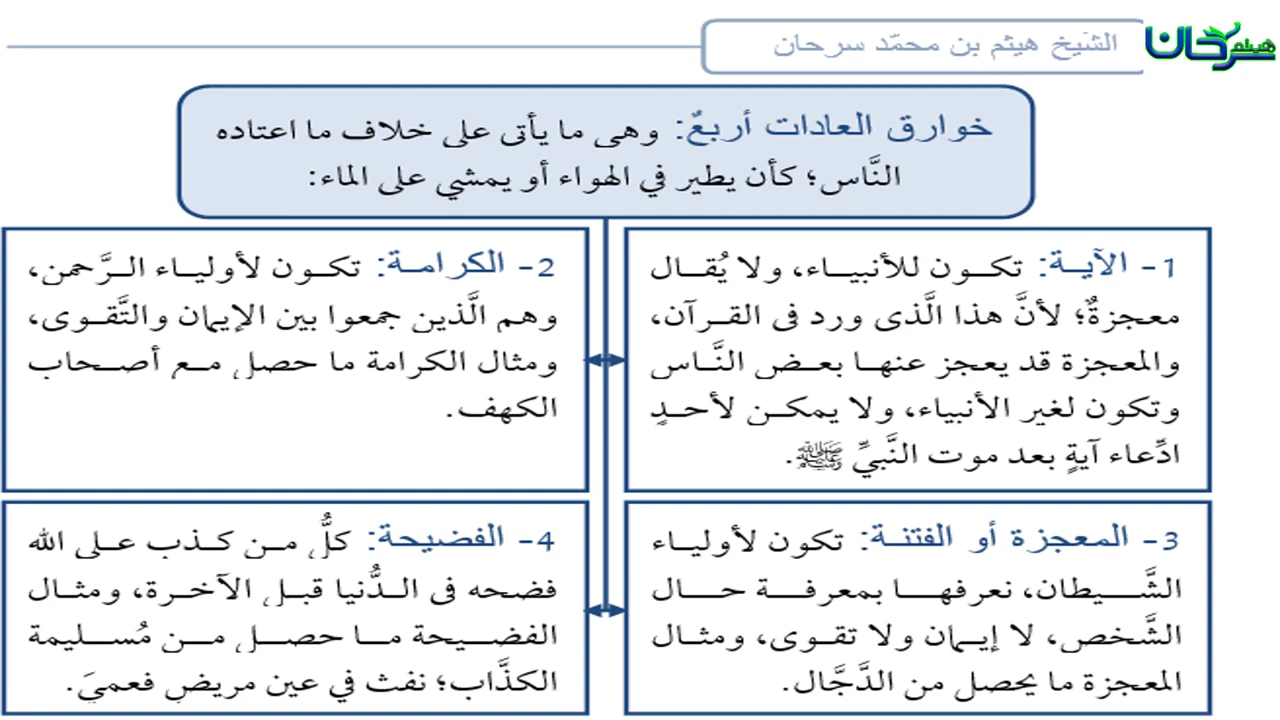 الشَّيخ هيثم بن محمَّد سرحان
هيثم سرحان
خوارق العادات أربعٌ: وهى ما يأتى على خلاف ما اعتاده
النَّاس؛ كأن يطير في الهواء أو يمشي على الماء:
1- الآية: تكون للأنبياء، ولا يُقال
معجزةٌ؛ لأنَّ هذا الَّذى ورد فى القرآن،
والمعجزة قد يعجز عنها بعض النَّاس
وتكون لغير الأنبياء، ولا يمكن لأحدٍ
ادِّعاء آيةٍ بعد موت النَّبيِّ ﷺ.
2- الكرامة: تكون لأولياء الرَّحمن،
وهم الَّذين جمعوا بين الإيمان والتَّقوى،
ومثال الكرامة ما حصل مع أصحاب
الكهف.
3- المعجزة أو الفتنة: تكون لأولياء
الشَّيطان، نعرفها بمعرفة حال
الشَّخص، لا إيمان ولا تقوى، ومثال
المعجزة ما يحصل من الدَّجَّال.
4- الفضيحة: كلُّ من كذب على الله
فضحه فى الدُّنيا قبل الآخرة، ومثال
الفضيحة ما حصل من مُسليمة
الكذَّاب؛ نفث في عين مريضٍ فعميَ.